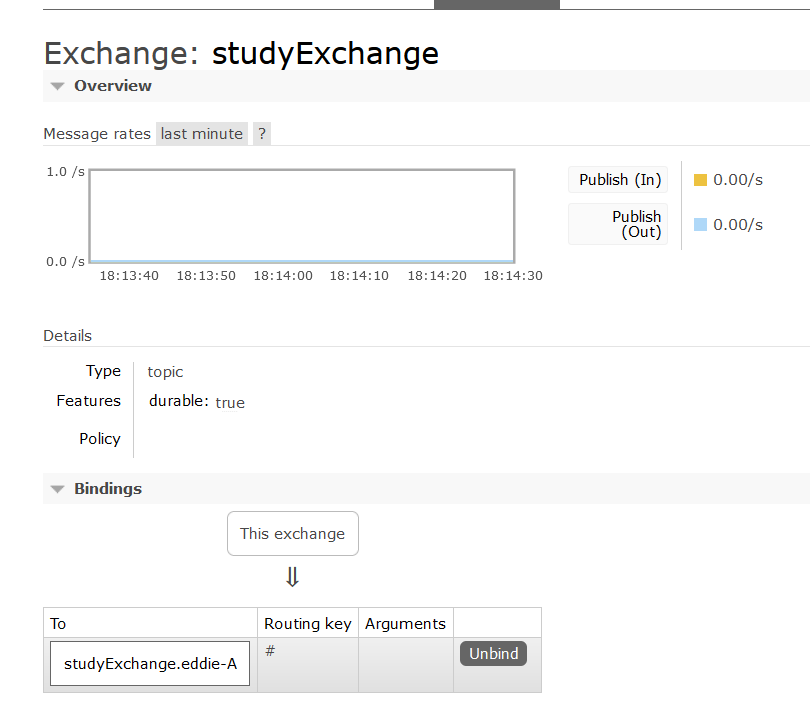 Exchange: studyExchange
Overview
Message rates last minute ?
1.0 /s
0.0 /s
18:13:40 18:13:50 18:14:00 18:14:10 18:14:20 18:14:30
Publish (In) 0.00/s
Publish
(Out) 0.00/s
Details
Type topic
Features durable: true
Policy
Bindings
This exchange
⇓
To Routing key Arguments
studyExchange.eddie-A # Unbind